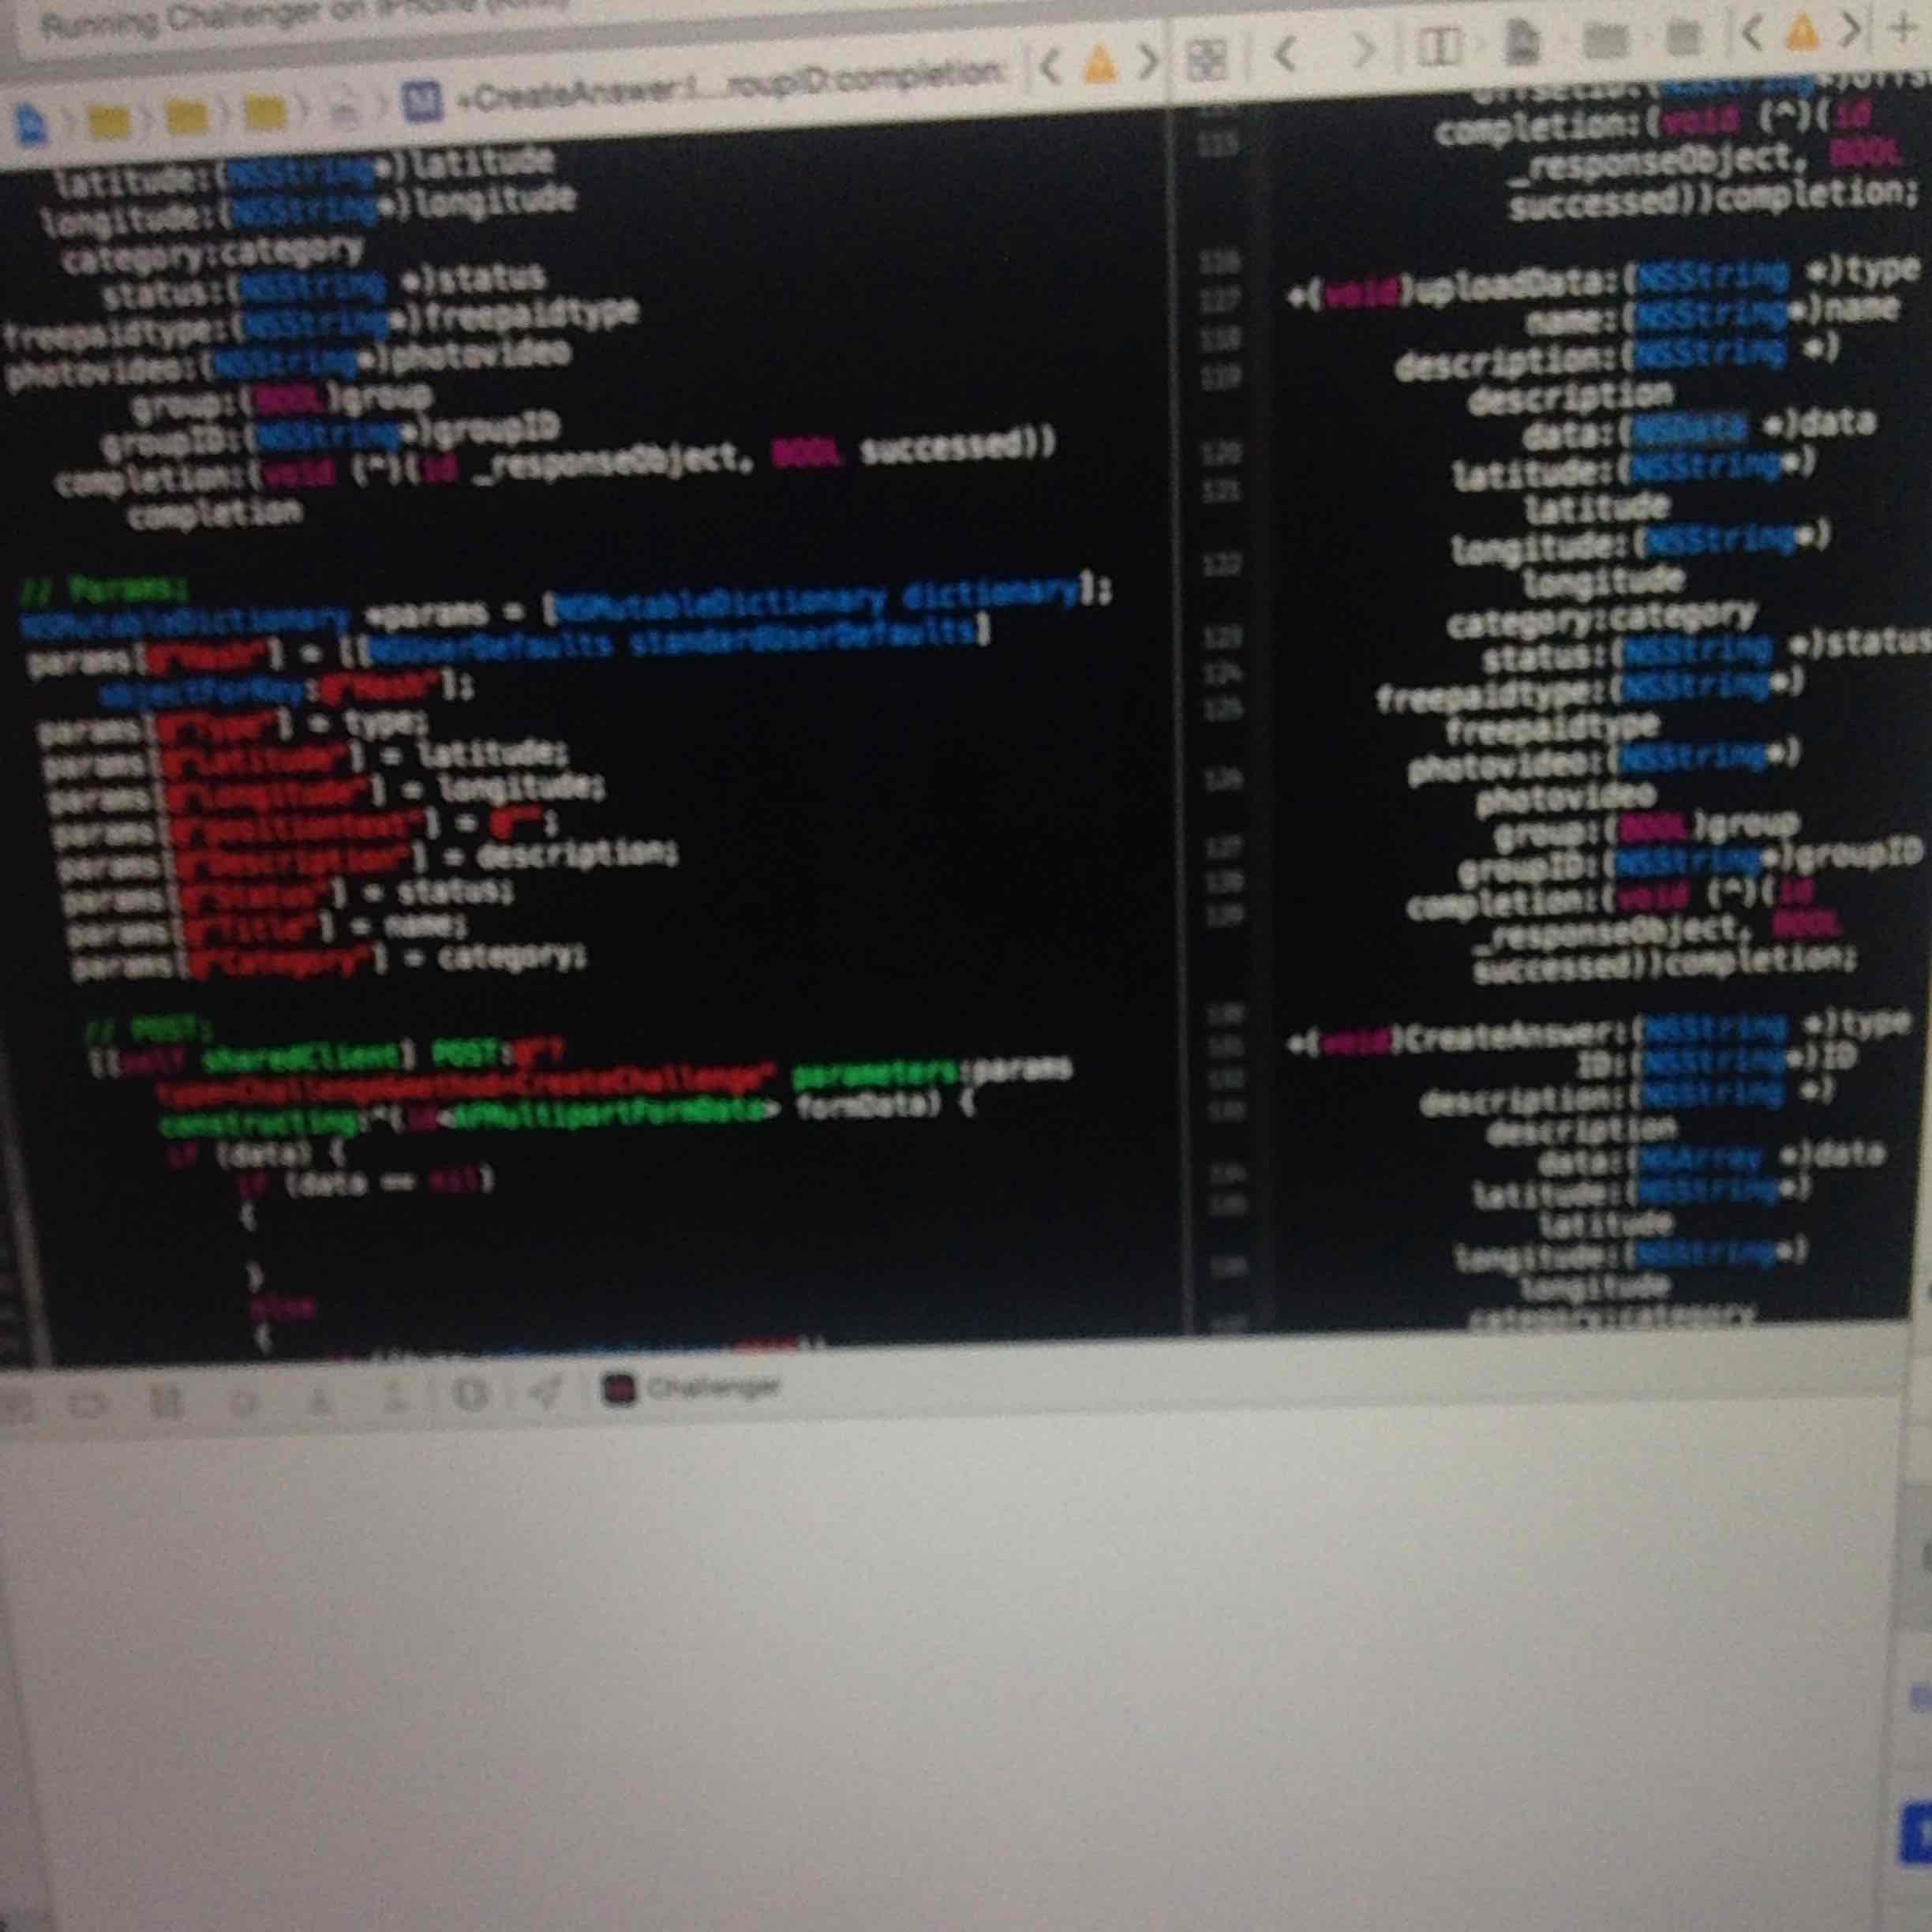 Running Challenger on iPhone
+CreateAnswer:I...roupID:completion:
latitude:(NSString*)latitude
longitude:(NSString*)longitude
category:category
status:(NSString *)status
freepaidtype:(NSString*)freepaidtype
photovideo:(NSString*)photovideo
group:(BOOL)group
groupID:(NSString*)groupID
completion:(void (^)(id _responseObject, BOOL successed))
completion
// Params:
NSMutableDictionary *params = [NSMutableDictionary dictionary];
params[@"Hash"] = [[NSUserDefaults standardUserDefaults]
objectForKey:@"Hash"];
params[@"Type"] = type;
params[@"Latitude"] = latitude;
params[@"longitude"] = longitude;
params[@"positiontext"] = @"";
params[@"Description"] = description;
params[@"Status"] = status;
params[@"Title"] = name;
params[@"Category"] = category;
// POST:
[[self sharedClient] POST:@"?
type=Challenge&method=CreateChallenge" parameters:params
constructing:^(id<AFMultipartFormData> formData) {
if (data) {
if (data == nil)
{
}
else
{
Challenger
115
completion:(void (^)(id
_responseObject, BOOL
successed))completion;
116
117 +(void)uploadData:(NSString *)type
118 name:(NSString*)name
119 description:(NSString *)
description
data:(NSData *)data
120 latitude:(NSString*)
121 latitude
longitude:(NSString*)
122 longitude
category:category
123 status:(NSString *)status
124 freepaidtype:(NSString*)
125 freepaidtype
photovideo:(NSString*)
126 photovideo
group:(BOOL)group
127 groupID:(NSString*)groupID
128 completion:(void (^)(id
129 _responseObject, BOOL
successed))completion;
130
131 +(void)CreateAnswer:(NSString *)type
132 ID:(NSString*)ID
133 description:(NSString *)
description
data:(NSArray *)data
134 latitude:(NSString*)
135 latitude
longitude:(NSString*)
136 longitude
category:category